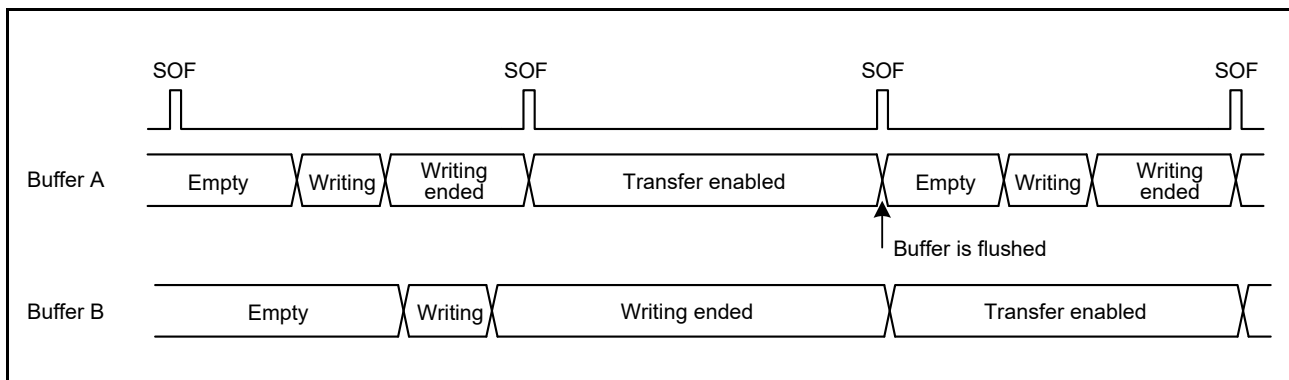 SOF SOF SOF SOF
Buffer A Empty Writing Writing ended Transfer enabled Empty Writing Writing ended
Buffer is flushed
Buffer B Empty Writing Writing ended Transfer enabled